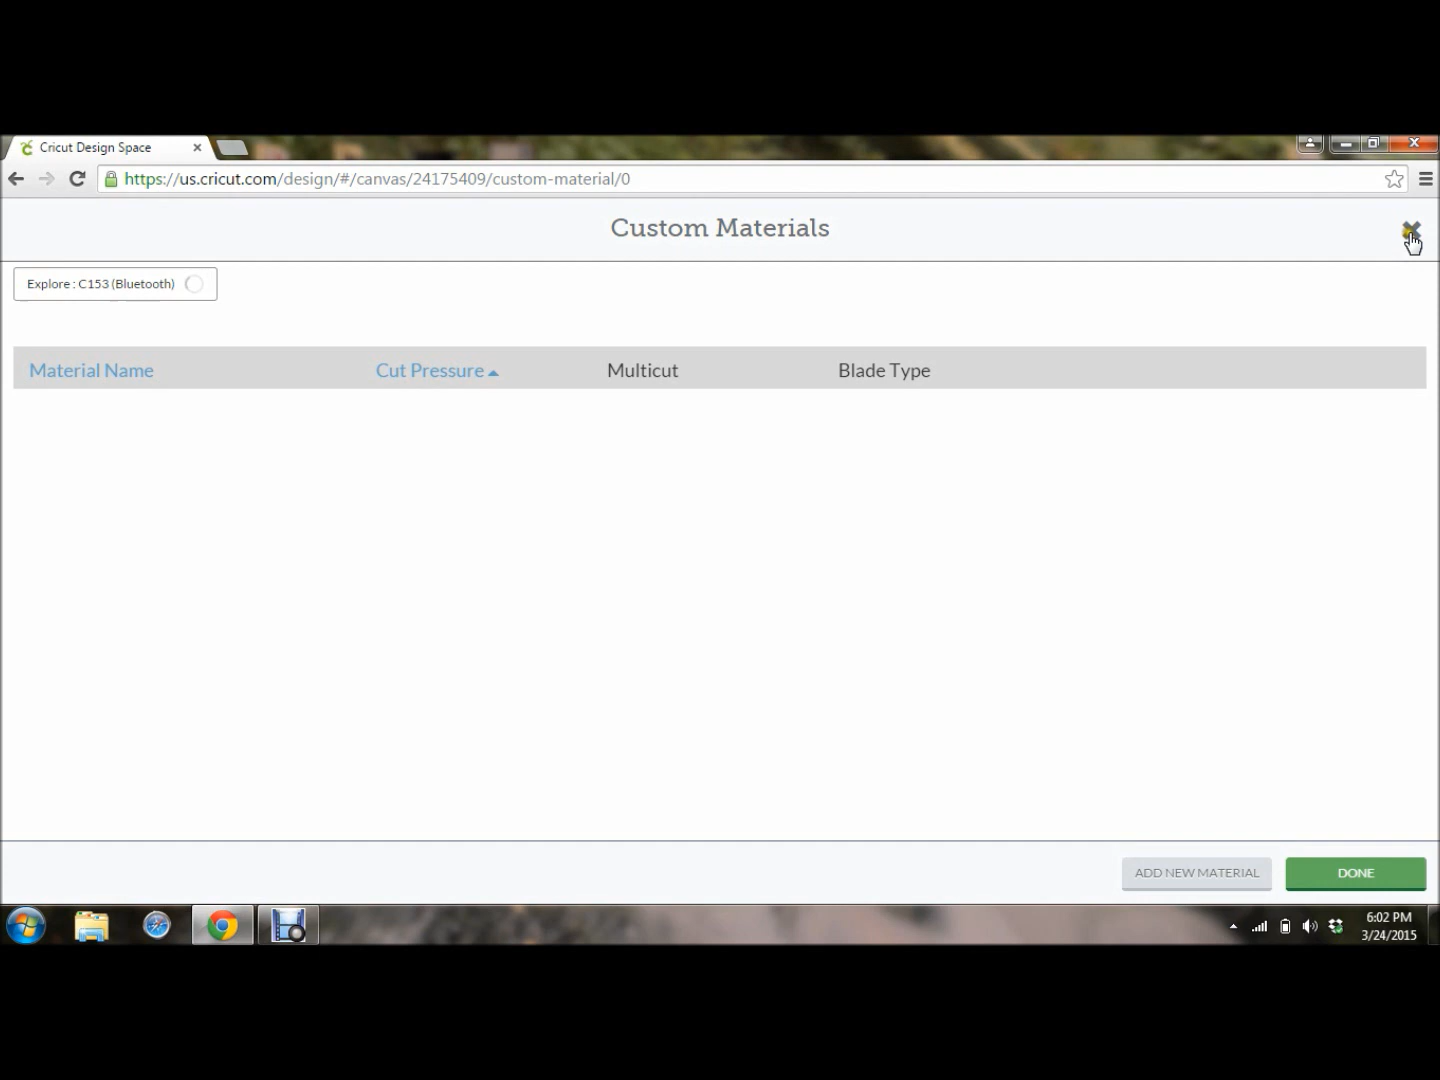 Cricut Design Space
https://us.cricut.com/design/#/canvas/24175409/custom-material/0
Custom Materials
Explore : C153 (Bluetooth)
Material Name Cut Pressure Multicut Blade Type
ADD NEW MATERIAL DONE
6:02 PM
3/24/2015